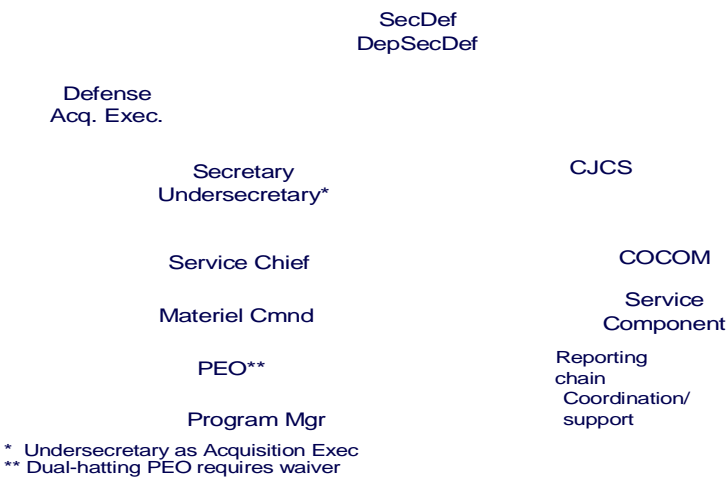 SecDef
DepSecDef
Defense
Acq. Exec.
Secretary
Undersecretary*
CJCS
Service Chief
COCOM
Materiel Cmnd
Service
Component
PEO**
Reporting
chain
Coordination/
support
Program Mgr
* Undersecretary as Acquisition Exec
** Dual-hatting PEO requires waiver